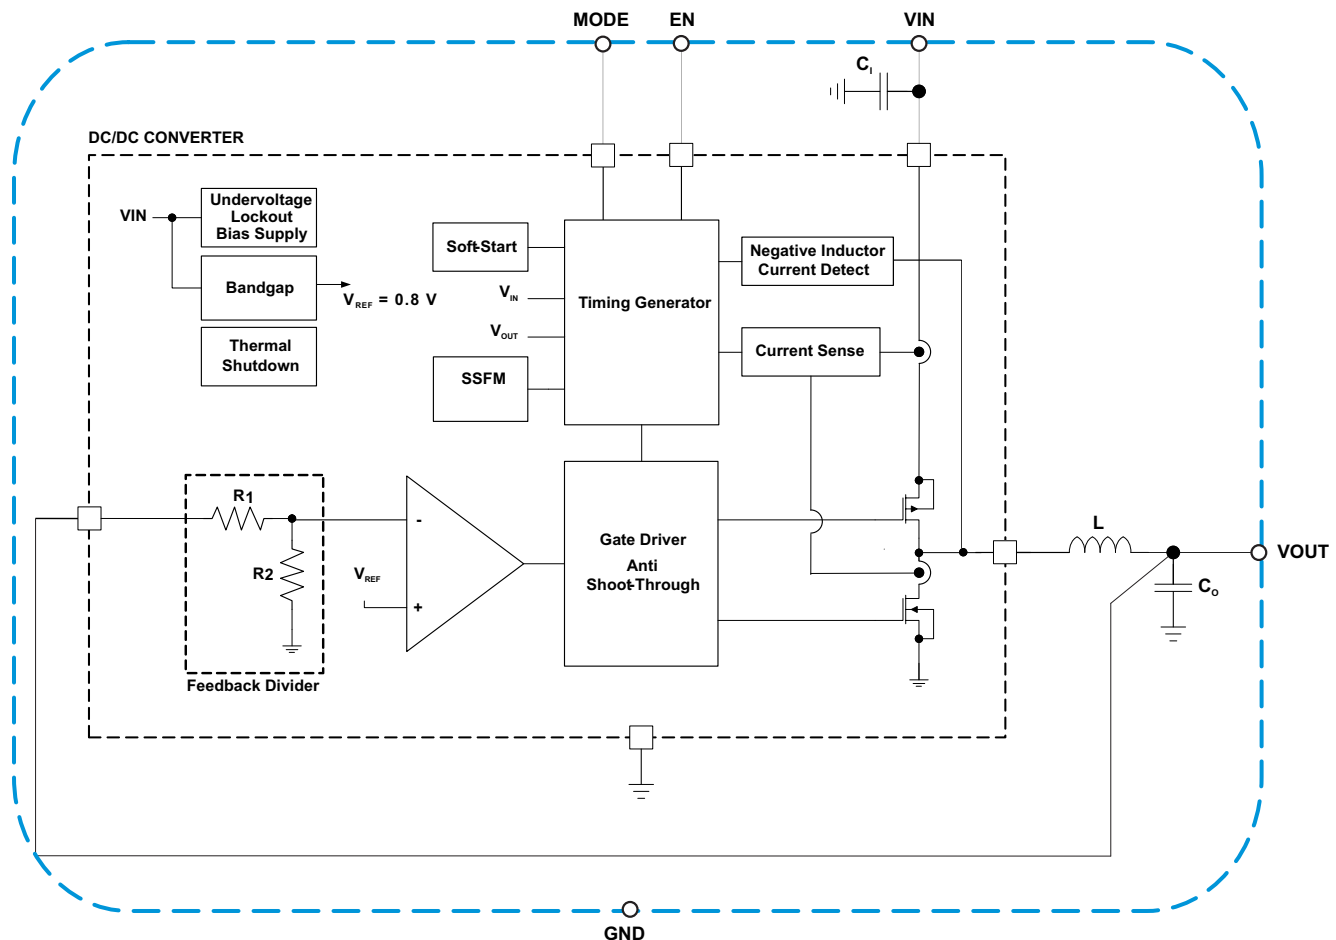 MODE
EN
VIN
CI
DC/DC CONVERTER
Undervoltage
Lockout
Bias Supply
VIN
Bandgap
VREF = 0.8 V
Thermal
Shutdown
Soft-Start
VIN
VOUT
SSFM
Timing Generator
Negative Inductor
Current Detect
Current Sense
R1
R2
Feedback Divider
-
VREF
+
Gate Driver
Anti
Shoot-Through
L
VOUT
CO
GND